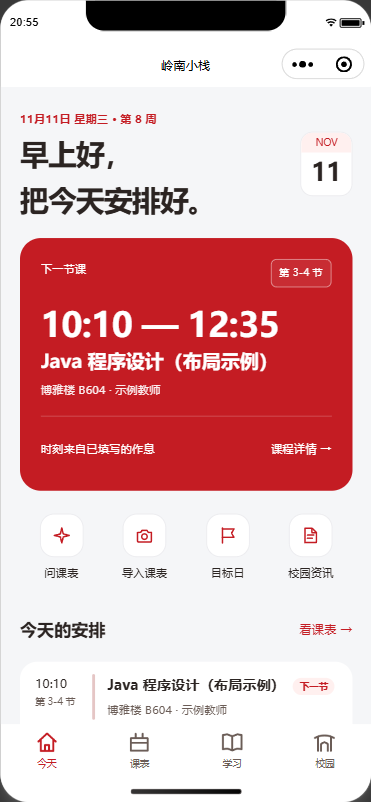 20:55
岭南小栈
11月11日 星期三 • 第 8 周
早上好，
把今天安排好。
NOV
11
下一节课
第 3-4 节
10:10 — 12:35
Java 程序设计（布局示例）
博雅楼 B604 · 示例教师
时刻来自已填写的作息
课程详情 →
问课表
导入课表
目标日
校园资讯
今天的安排
看课表 →
10:10
第 3-4 节
Java 程序设计（布局示例）
博雅楼 B604 · 示例教师
下一节
今天
课表
学习
校园